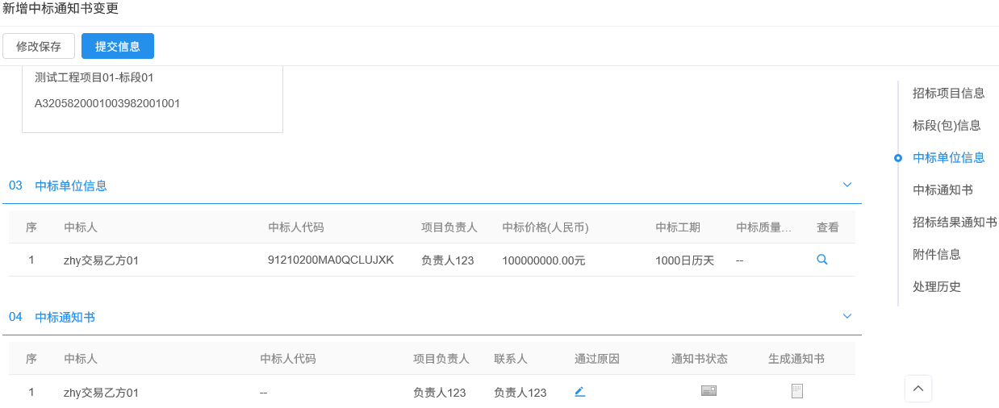 新增中标通知书变更
修改保存 提交信息
测试工程项目01-标段01
A3205820001003982001001
招标项目信息
标段(包)信息
中标单位信息
中标通知书
招标结果通知书
附件信息
处理历史
03 中标单位信息
序 中标人 中标人代码 项目负责人 中标价格(人民币) 中标工期 中标质量... 查看
1 zhy交易乙方01 91210200MA0QCLUJXK 负责人123 100000000.00元 1000日历天 --
04 中标通知书
序 中标人 中标人代码 项目负责人 联系人 通过原因 通知书状态 生成通知书
1 zhy交易乙方01 -- 负责人123 负责人123